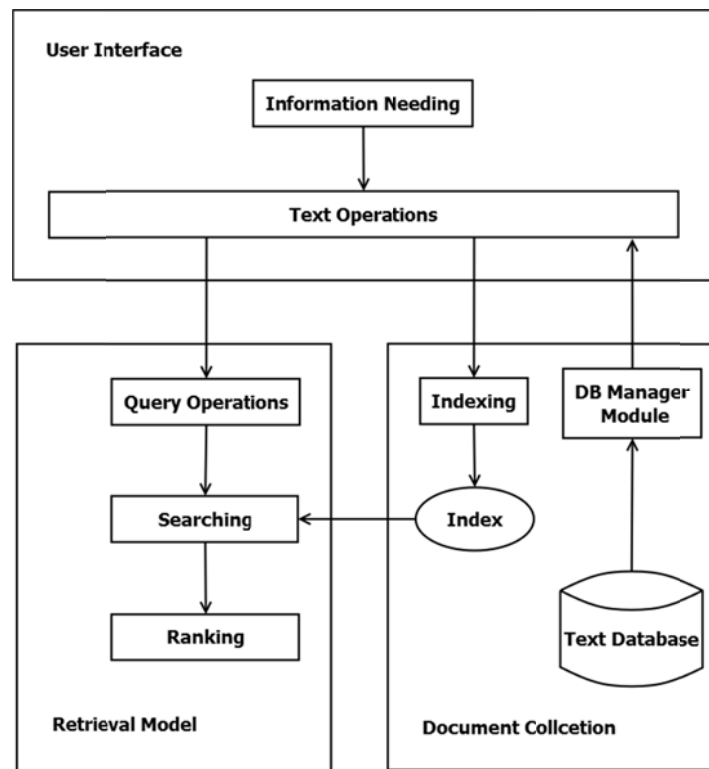 User Interface
Information Needing
Text Operations
Query Operations
Indexing
DB Manager
Module
Searching
Index
Ranking
Text Database
Retrieval Model
Document Collcetion